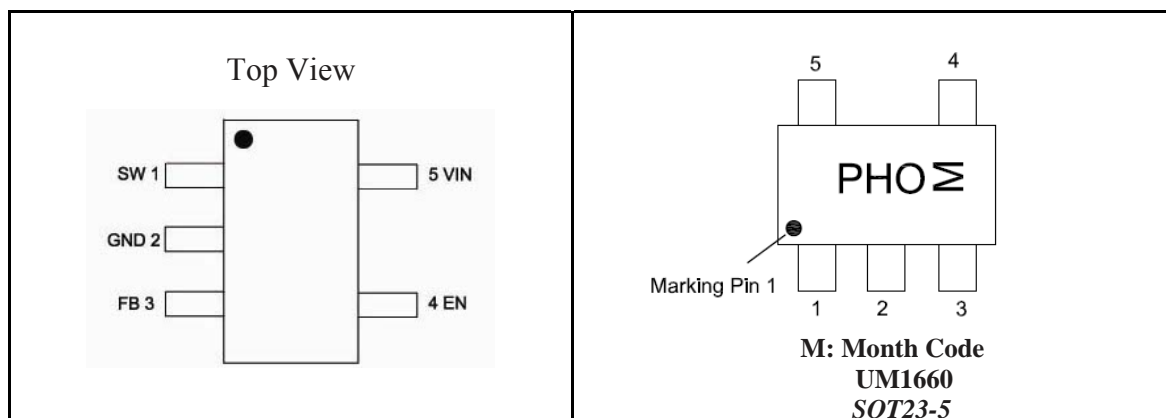 Top View
SW 1
5 VIN
GND 2
FB 3
4 EN
5
4
PHO M
Marking Pin 1
1
2
3
M: Month Code
UM1660
SOT23-5